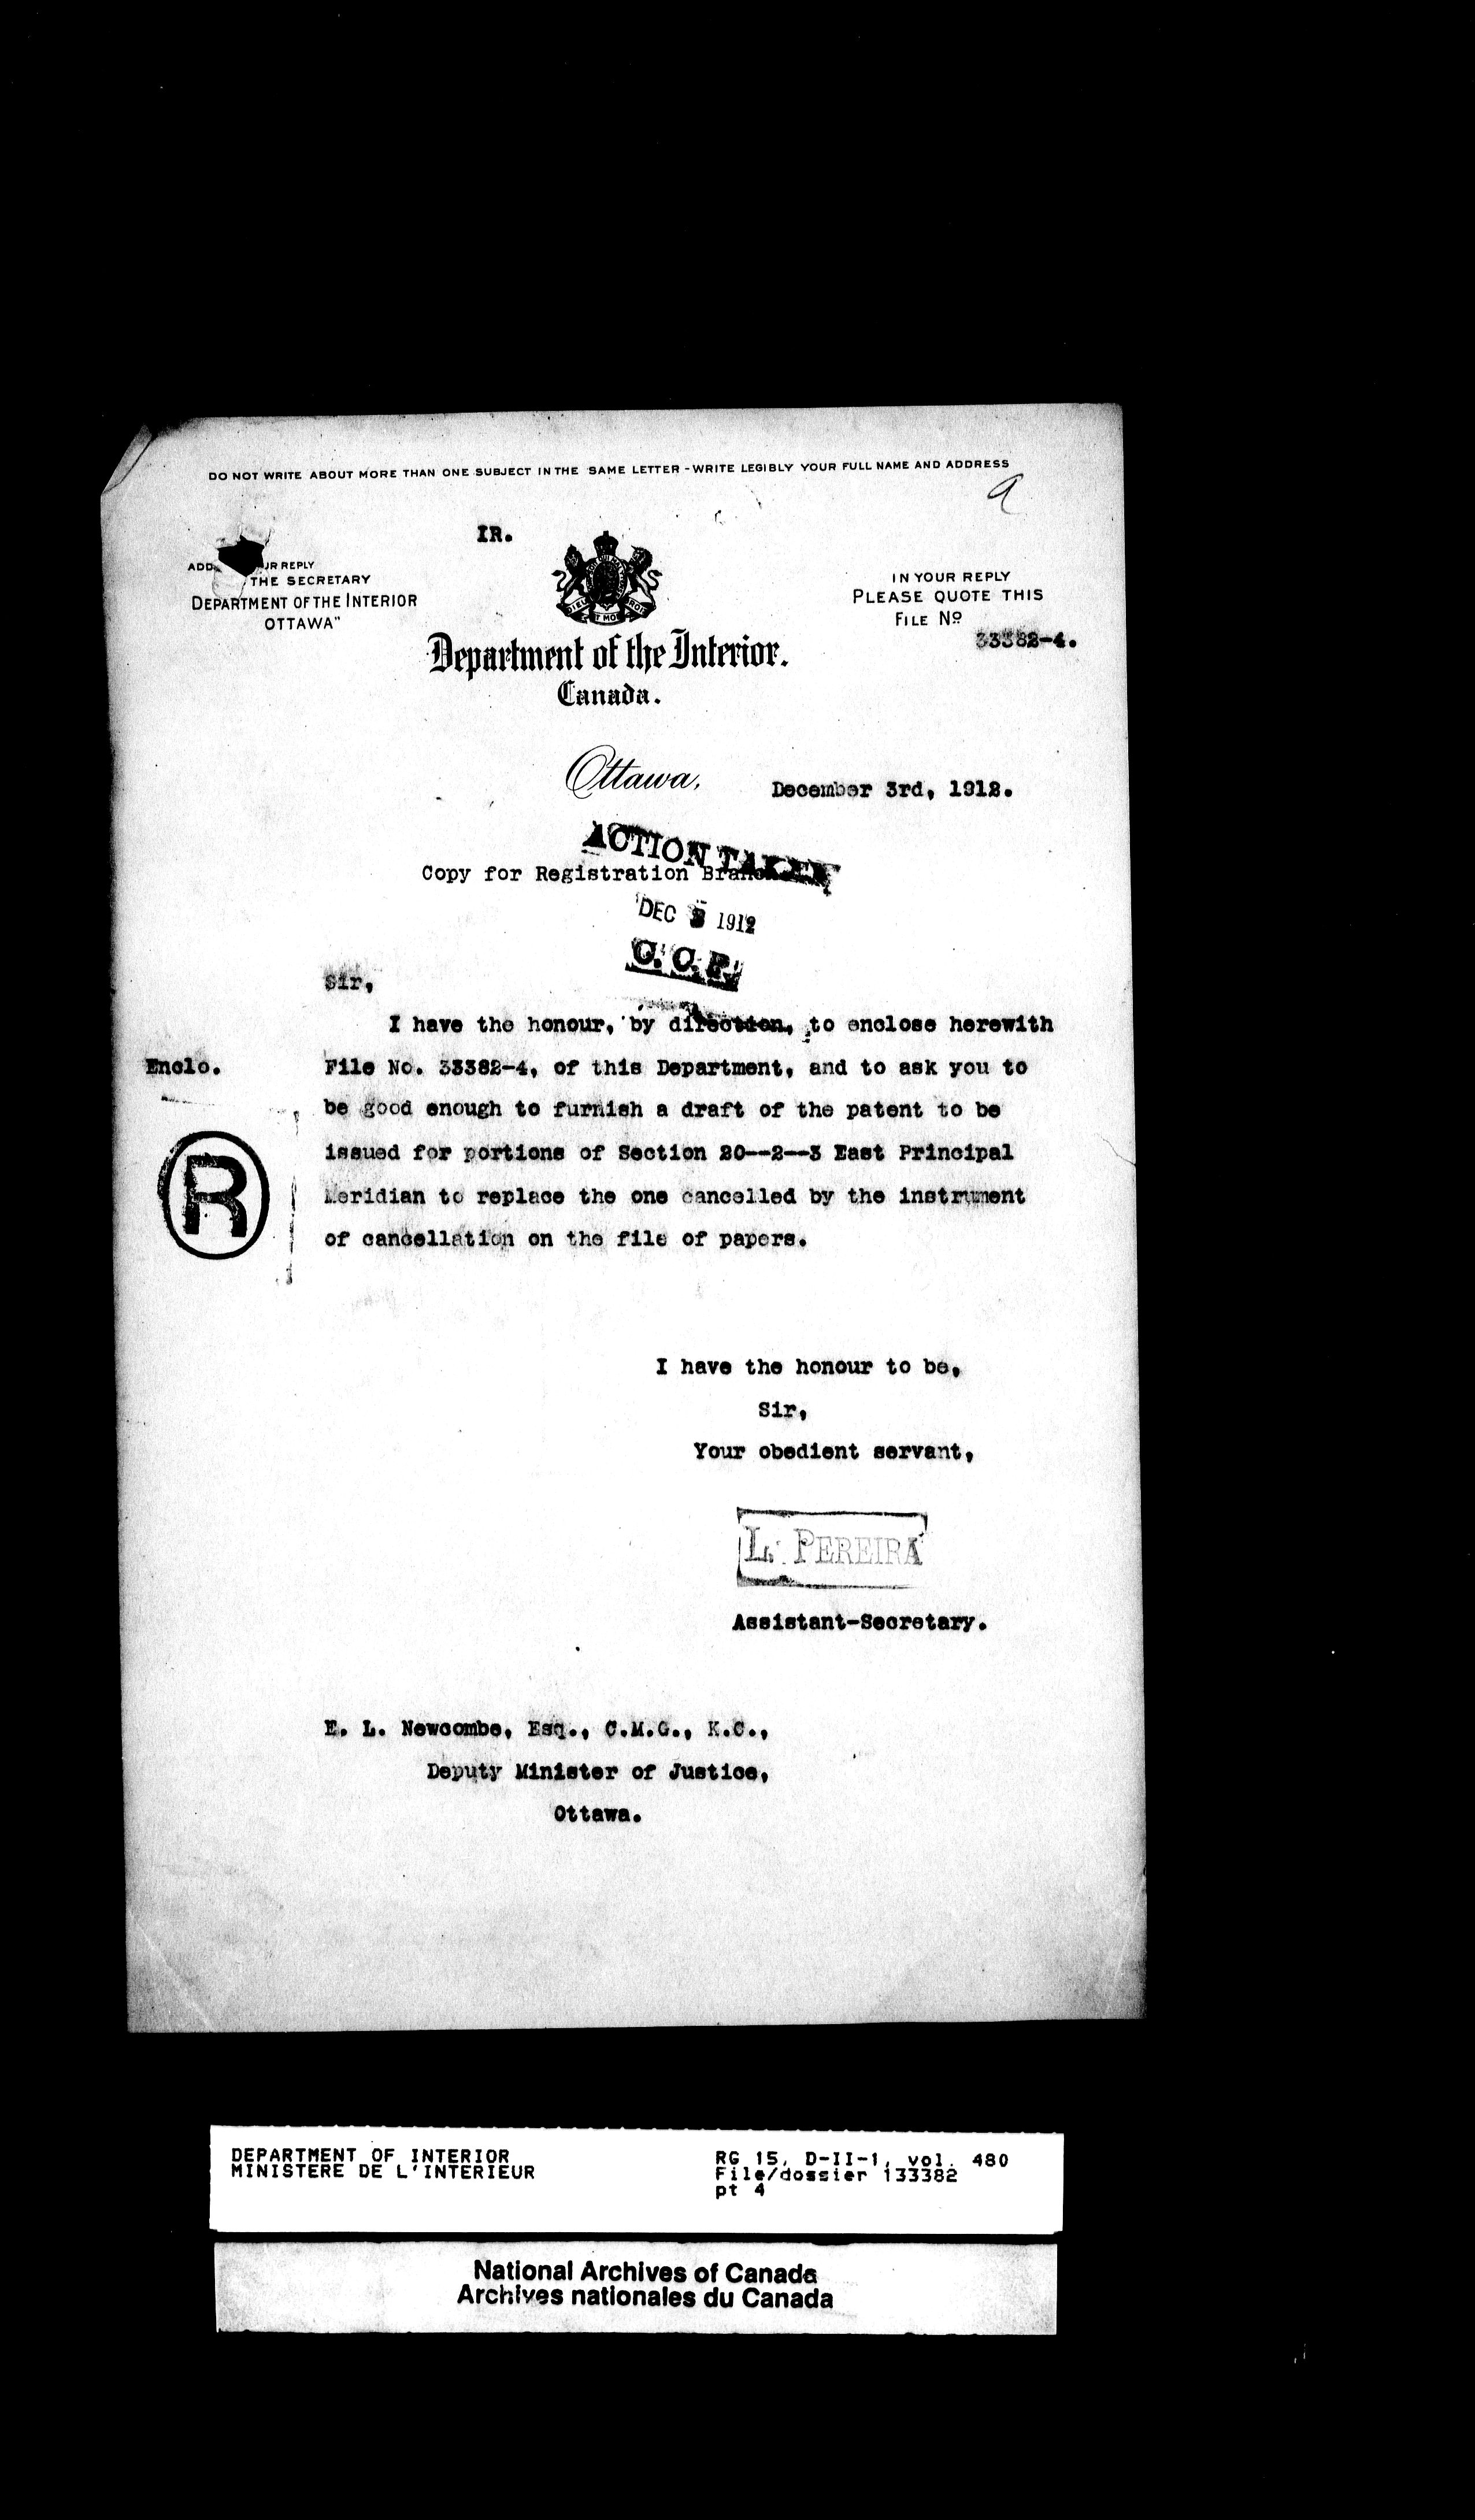 DO NOT WRITE ABOUT MORE THAN ONE SUBJECT IN THE SAME LETTER - WRITE LEGIBLY YOUR FULL NAME AND ADDRESS
IR.
REPLY
THE SECRETARY
DEPARTMENT OF THE INTERIOR
OTTAWA"
IN YOUR REPLY
PLEASE QUOTE THIS
FILE No
33382-4.
Department of the Interior.
Canada.
Ottawa, December 3rd, 1912.
ACTION TAKEN
Copy for Registration Branch
DEC 1912
Sir,
I have the honour, by direction, to enclose herewith
Enclo. File No. 33382-4, of this Department, and to ask you to
be good enough to furnish a draft of the patent to be
issued for portions of Section 20--2--3 East Principal
R
Meridian to replace the one cancelled by the instrument
of cancellation on the file of papers.
I have the honour to be,
Sir,
Your obedient servant,
L. PEREIRA
Assistant-Secretary.
E. L. Newcombe, Esq., C.M.G., K.C.,
Deputy Minister of Justice,
Ottawa.
DEPARTMENT OF INTERIOR
MINISTERE DE L'INTERIEUR
RG 15, D-II-1, vol. 480
File/dossier 133382
pt 4
National Archives of Canada
Archives nationales du Canada